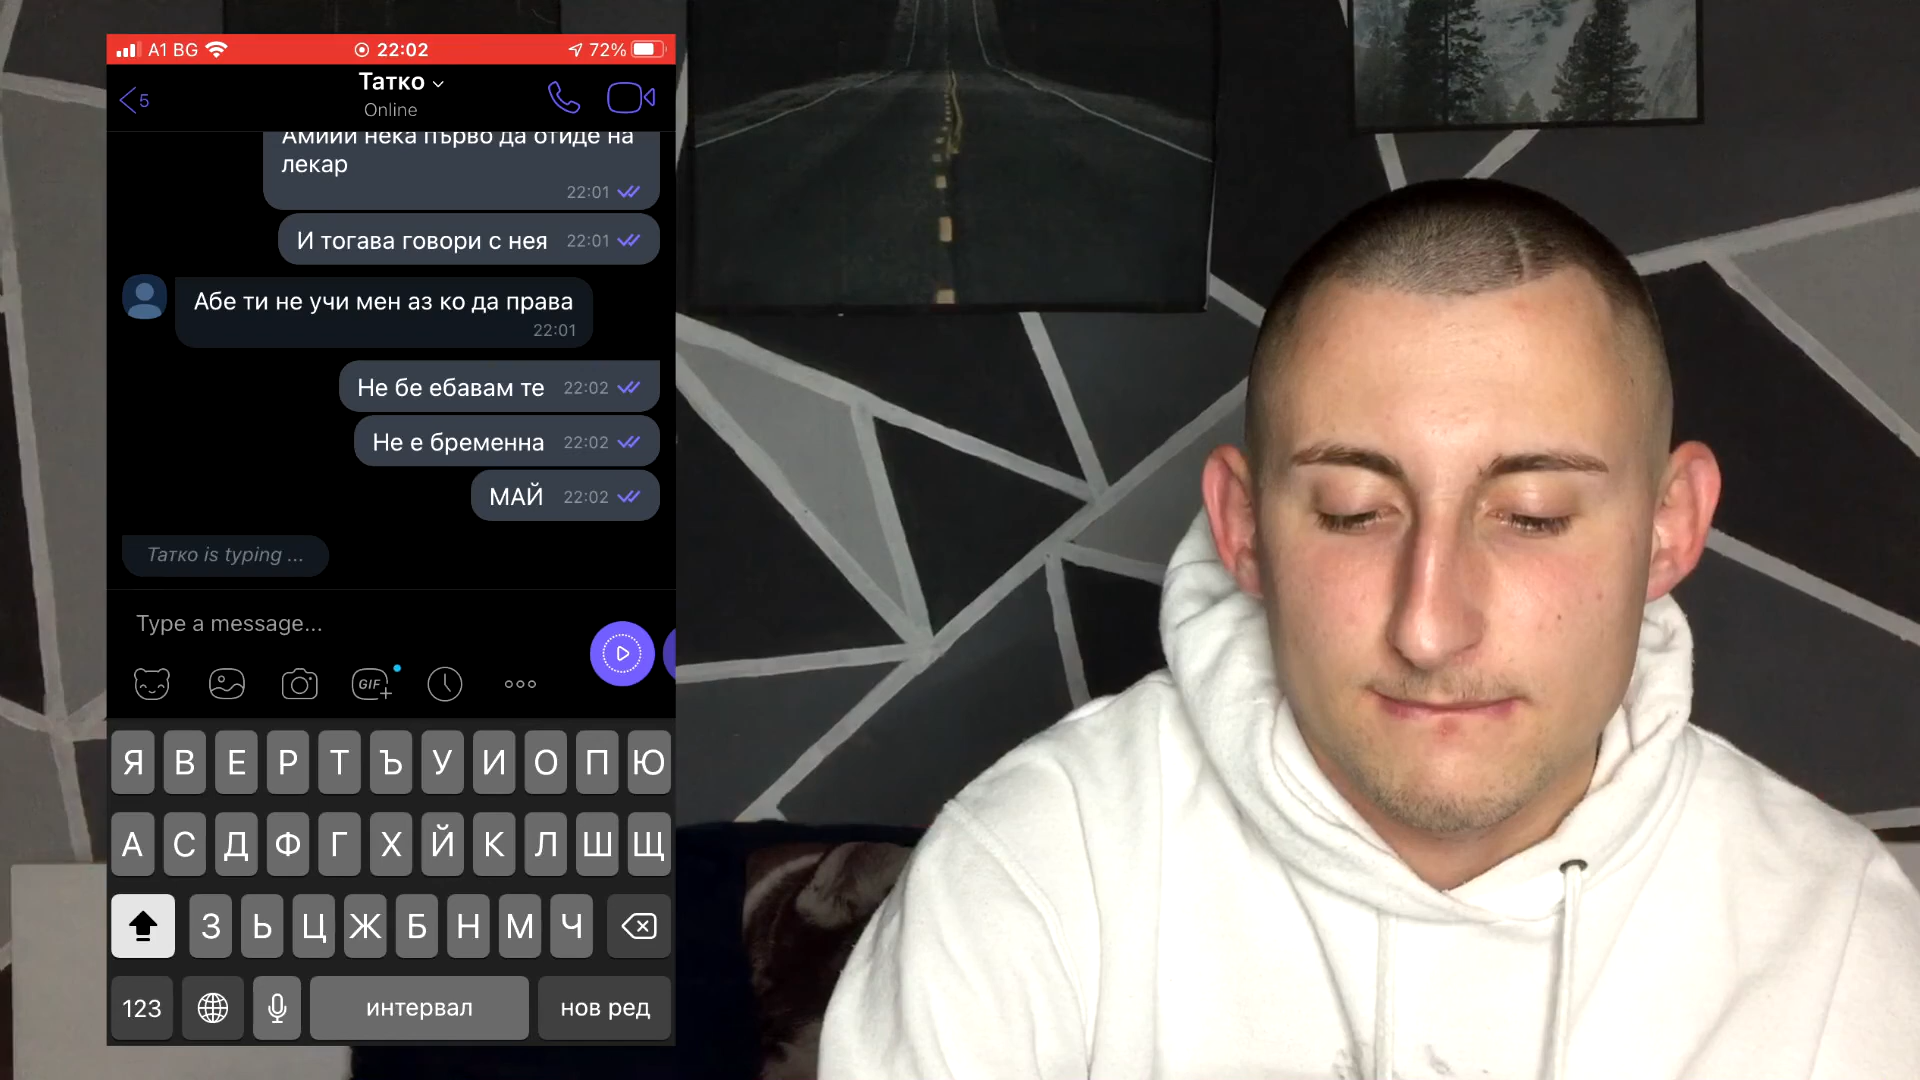 A1 BG 22:02 72%
5 Татко
Online
Амиии нека първо да отиде на
лекар
22:01
И тогава говори с нея 22:01
Абе ти не учи мен аз ко да права
22:01
Не бе ебавам те 22:02
Не е бременна 22:02
МАЙ 22:02
Татко is typing ...
Type a message...
GIF
Я В Е Р Т Ъ У И О П Ю
А С Д Ф Г Х Й К Л Ш Щ
З Ь Ц Ж Б Н М Ч
123 интервал нов ред